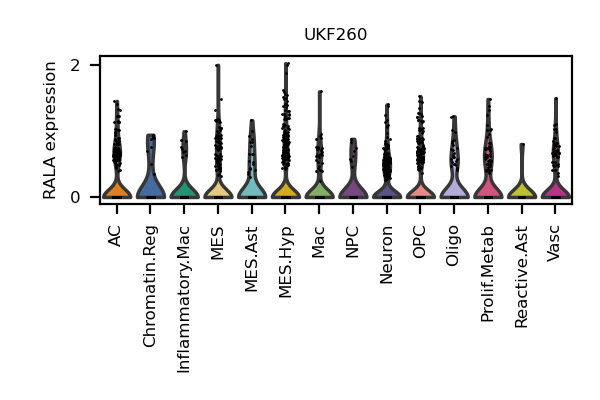 UKF260
RALA expression
2
0
AC
Chromatin.Reg
Inflammatory.Mac
MES
MES.Ast
MES.Hyp
Mac
NPC
Neuron
OPC
Oligo
Prolif.Metab
Reactive.Ast
Vasc